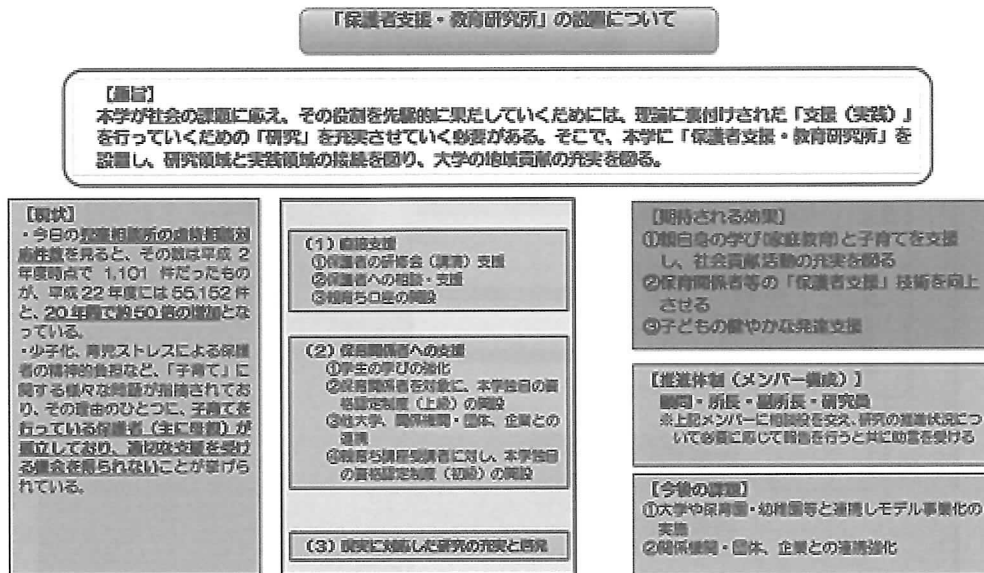 「保護者支援・教育研究所」の設置について
【趣旨】
本学が社会の課題に応え、その役割を先駆的に果たしていくためには、理論に裏付けされた「支援（実践）」
を行っていくための「研究」を充実させていく必要がある。そこで、本学に「保護者支援・教育研究所」を
設置し、研究領域と実践領域の接続を図り、大学の地域貢献の充実を図る。
【現状】
・今日の児童相談所の虐待相談対
応件数を見ると、その数は平成 2
年度時点で 1,101 件だったもの
が、平成 22 年度には 55,152 件
と、20 年間で約 50 倍の増加とな
っている。
・少子化、育児ストレスによる保護
者の精神的負担など、「子育て」に
関する様々な問題が指摘されてお
り、その理由のひとつに、子育てを
行っている保護者（主に母親）が
孤立しており、適切な支援を受け
る機会を得られないことが挙げら
れている。
（１）直接支援
①保護者の研修会（講演）支援
②保護者への相談・支援
③親育ち口座の開設
（２）保育関係者への支援
①学生の学びの強化
②保育関係者を対象に、本学独自の資
格認定制度（上級）の開設
③他大学、関係機関・団体、企業との
連携
④親育ち講座受講者に対し、本学独自
の資格認定制度（初級）の開設
（３）現実に対応した研究の充実と啓発
【期待される効果】
①親自身の学び（家庭教育）と子育てを支援
し、社会貢献活動の充実を図る
②保育関係者等の「保護者支援」技術を向上
させる
③子どもの健やかな発達支援
【推進体制（メンバー構成）】
顧問・所長・副所長・研究員
※上記メンバーに相談役を交え、研究の推進状況につ
いて必要に応じて報告を行うと共に助言を受ける
【今後の課題】
①大学や保育園・幼稚園等と連携しモデル事業化の
実施
②関係機関・団体、企業との連携強化